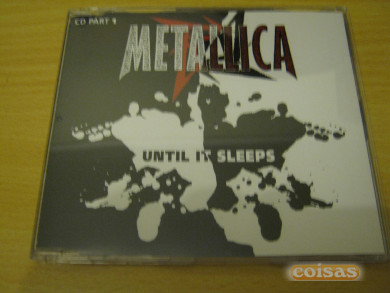 CD PART 1
METALLICA
UNTIL IT SLEEPS
coisas